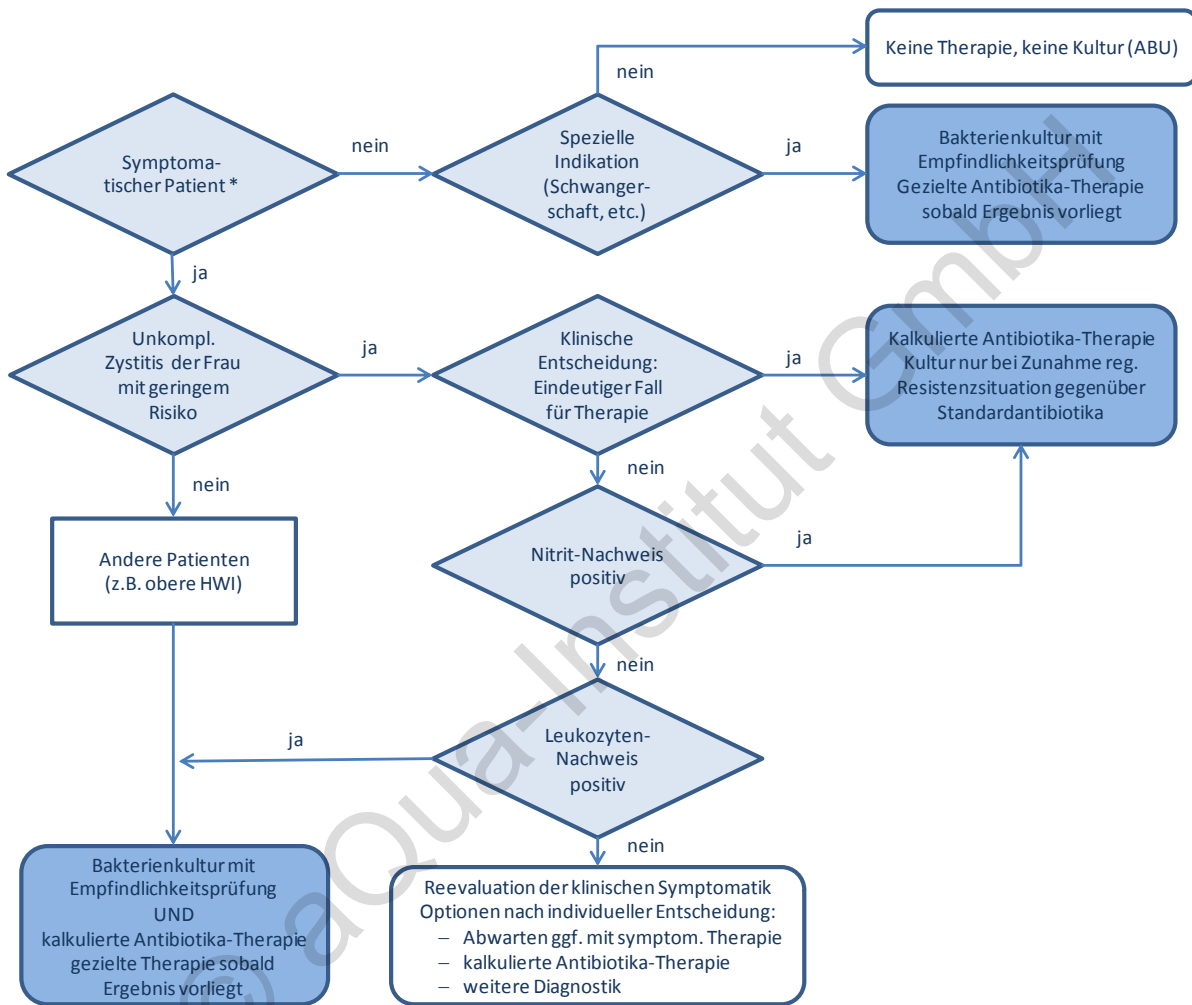 Keine Therapie, keine Kultur (ABU)
nein
Symptoma-
tischer Patient *
nein
Spezielle
Indikation
(Schwanger-
schaft, etc.)
ja
Bakterienkultur mit
Empfindlichkeitsprüfung
Gezielte Antibiotika-Therapie
sobald Ergebnis vorliegt
ja
Unkompl.
Zystitis der Frau
mit geringem
Risiko
ja
Klinische
Entscheidung:
Eindeutiger Fall
für Therapie
ja
Kalkulierte Antibiotika-Therapie
Kultur nur bei Zunahme reg.
Resistenzsituation gegenüber
Standardantibiotika
nein
nein
Andere Patienten
(z.B. obere HWI)
Nitrit-Nachweis
positiv
ja
nein
Leukozyten-
Nachweis
positiv
ja
nein
Bakterienkultur mit
Empfindlichkeitsprüfung
UND
kalkulierte Antibiotika-Therapie
gezielte Therapie sobald
Ergebnis vorliegt
Reevaluation der klinischen Symptomatik
Optionen nach individueller Entscheidung:
– Abwarten ggf. mit symptom. Therapie
– kalkulierte Antibiotika-Therapie
– weitere Diagnostik
© aQua-Institut GmbH